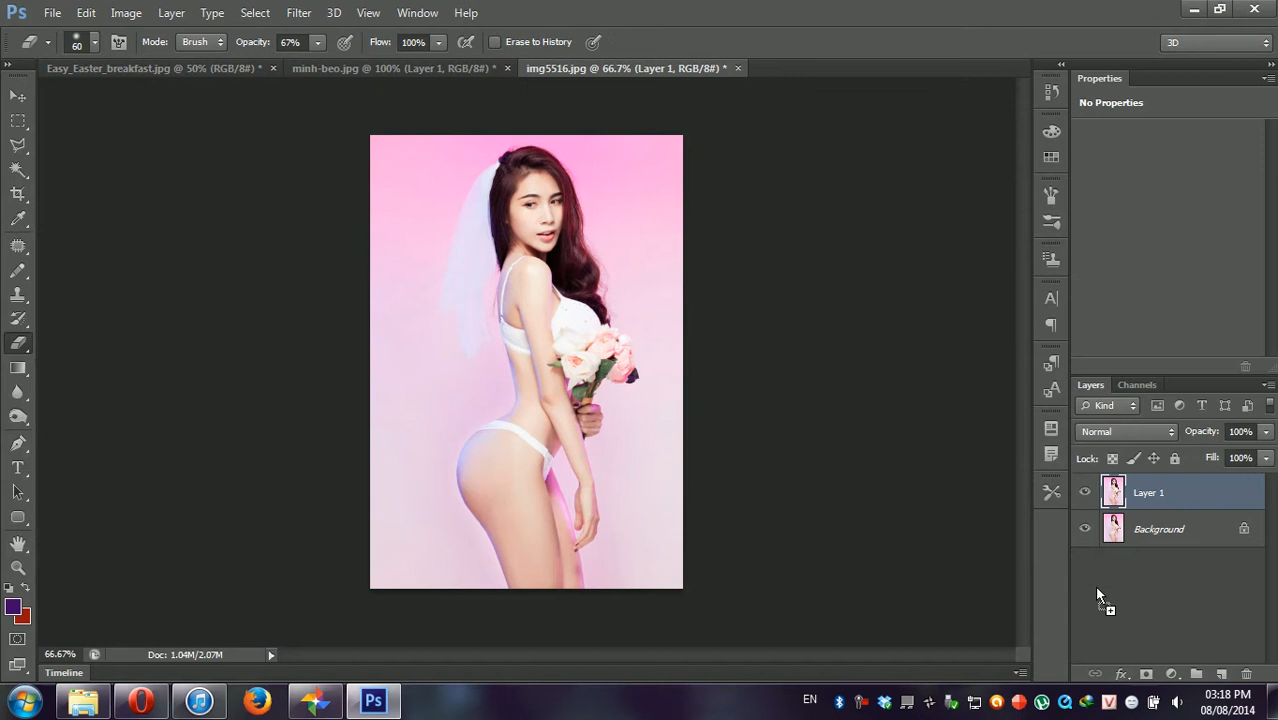 Ps File Edit Image Layer Type Select Filter 3D View Window Help
60 Mode: Brush Opacity: 67% Flow: 100% Erase to History 3D
Easy_Easter_breakfast.jpg @ 50% (RGB/8#) * × minh-beo.jpg @ 100% (Layer 1, RGB/8#) * × img5516.jpg @ 66.7% (Layer 1, RGB/8#) * ×
Properties
No Properties
Layers Channels
Kind
Normal Opacity: 100%
Lock: Fill: 100%
Layer 1
Background
66.67% Doc: 1.04M/2.07M
Timeline
Ps EN 03:18 PM
08/08/2014